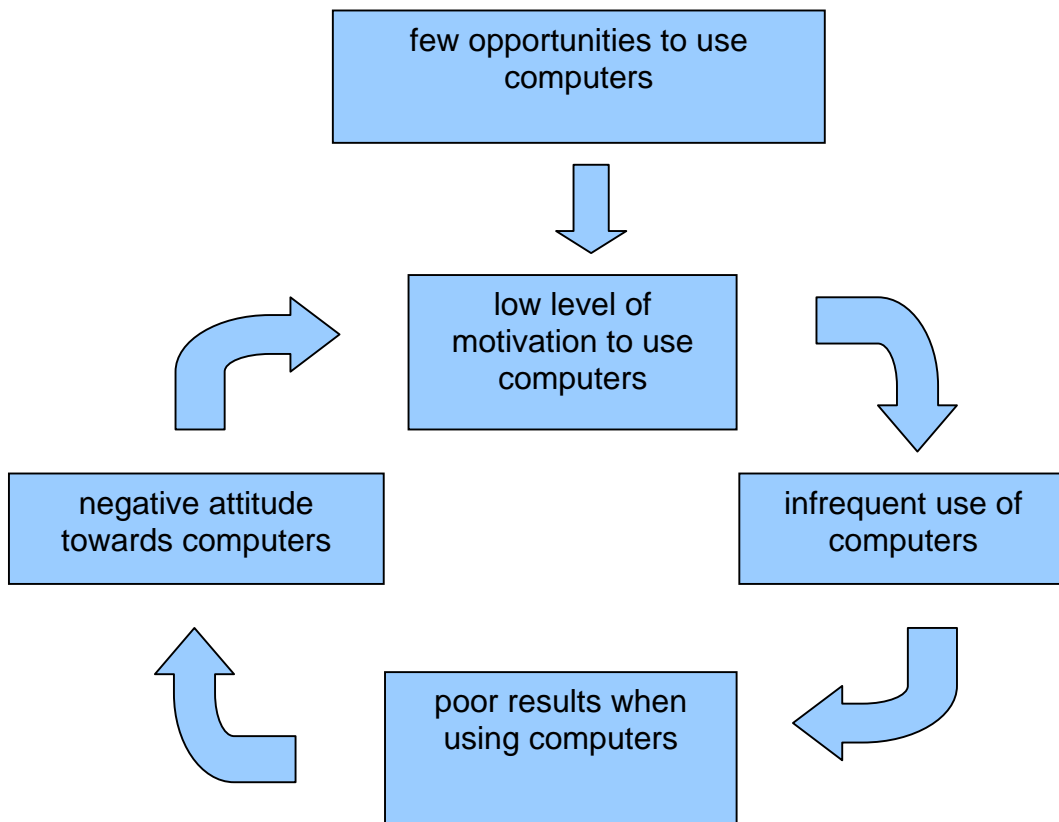 few opportunities to use
computers
low level of
motivation to use
computers
negative attitude
towards computers
infrequent use of
computers
poor results when
using computers